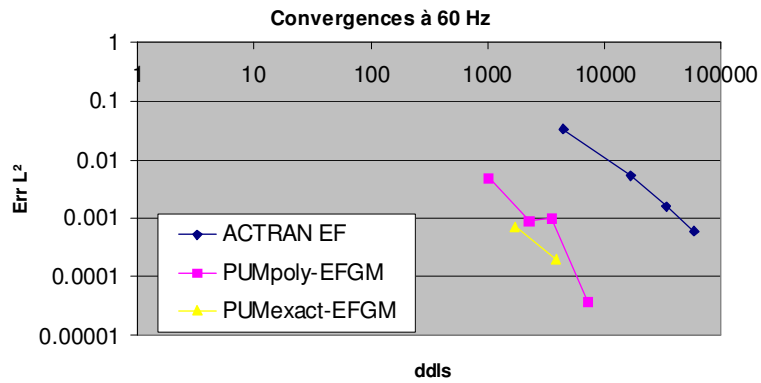 Convergences à 60 Hz
1
1 10 100 1000 10000 100000
0.1
0.01
0.001
0.0001
0.00001
Err L²
ACTRAN EF
PUMpoly-EFGM
PUMexact-EFGM
ddls